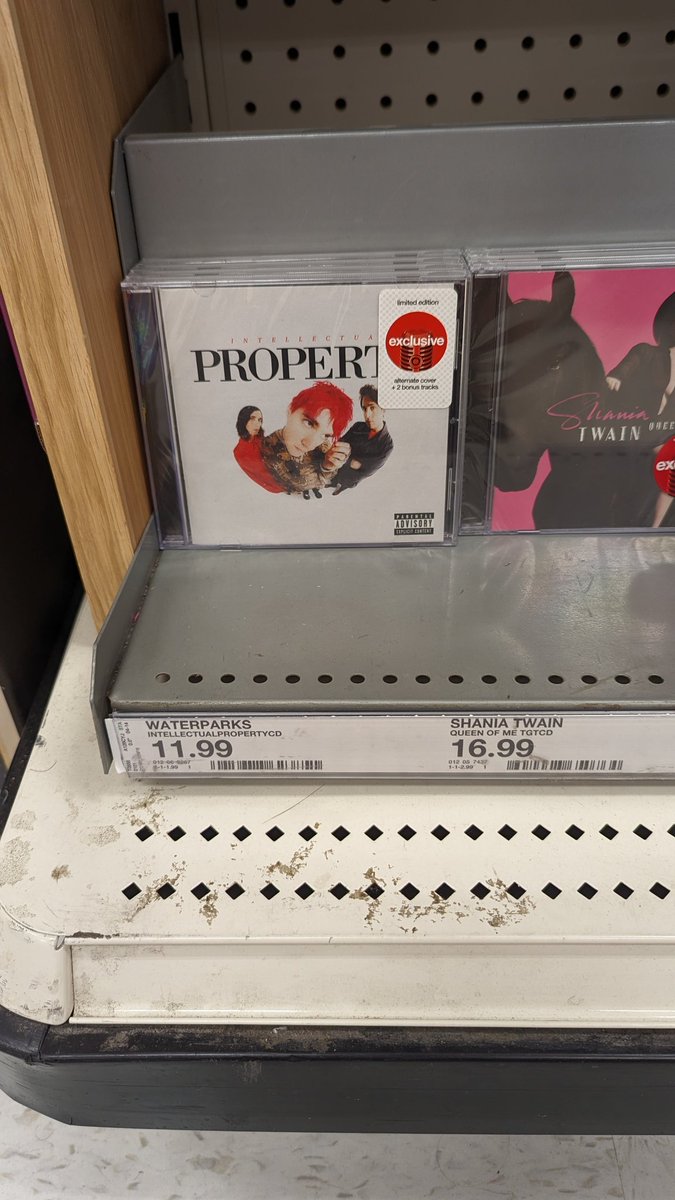 limited edition
exclusive
alternate cover
+ 2 bonus tracks
INTELLECTUA
PROPERT
PARENTAL
ADVISORY
EXPLICIT CONTENT
Shania
TWAIN QUEE
exc
WATERPARKS
INTELLECTUALPROPERTYCD
11.99
SHANIA TWAIN
QUEEN OF ME TGTCD
16.99